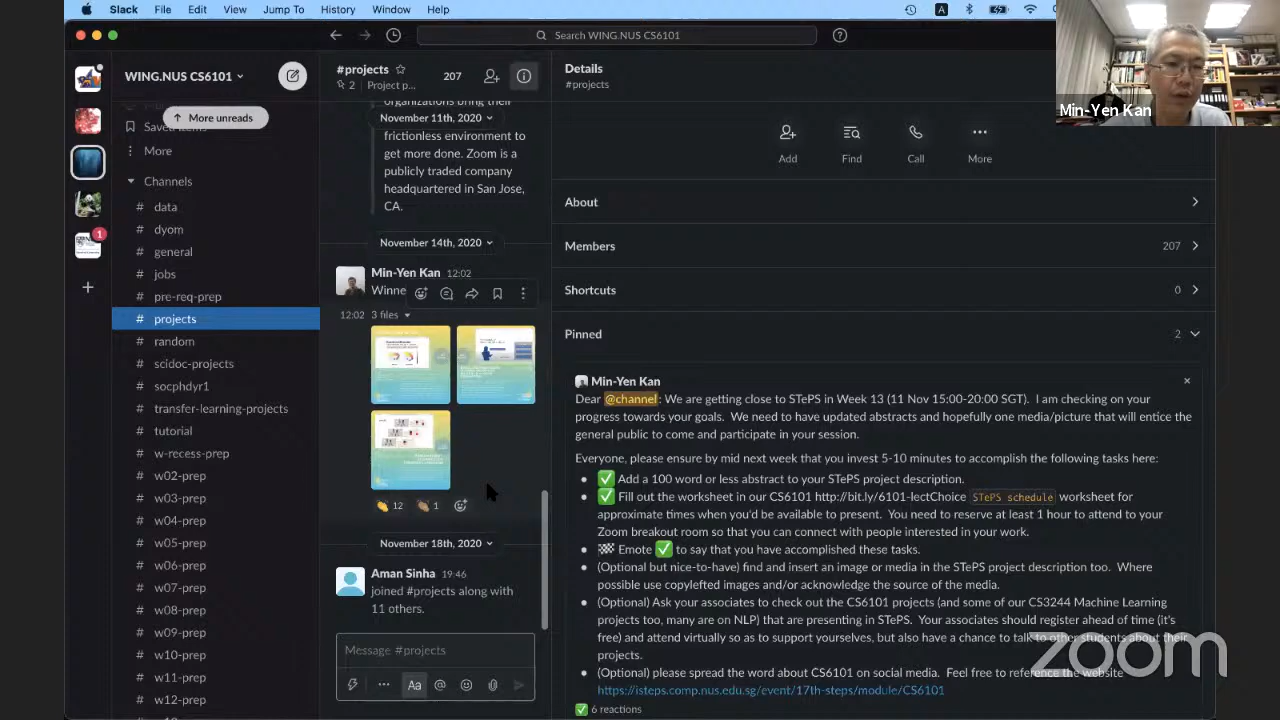 Slack File Edit View Go Jump To History Window Help
Search WING.NUS CS6101
WING.NUS CS6101
More unreads
More
Channels
# data
# dyom
# general
# jobs
# pre-req-prep
# projects
# random
# scidoc-projects
# socphdyr1
# transfer-learning-projects
# tutorial
# w-recess-prep
# w02-prep
# w03-prep
# w04-prep
# w05-prep
# w06-prep
# w07-prep
# w08-prep
# w09-prep
# w10-prep
# w11-prep
# w12-prep
1
#projects
207
2 Project p...
organizations bring their
November 11th, 2020
frictionless environment to
get more done. Zoom is a
publicly traded company
headquartered in San Jose,
CA.
November 14th, 2020
Min-Yen Kan 12:02
Winne
12:02 3 files
12 1
November 18th, 2020
Aman Sinha 19:46
joined #projects along with
11 others.
Message #projects
Aa
Details
#projects
Add Find Call More
About
Members 207
Shortcuts 0
Pinned 2
Min-Yen Kan
Dear @channel: We are getting close to STePS in Week 13 (11 Nov 15:00-20:00 SGT). I am checking on your
progress towards your goals. We need to have updated abstracts and hopefully one media/picture that will entice the
general public to come and participate in your session.
Everyone, please ensure by mid next week that you invest 5-10 minutes to accomplish the following tasks here:
• ✅ Add a 100 word or less abstract to your STePS project description.
• ✅ Fill out the worksheet in our CS6101 http://bit.ly/6101-lectChoice STePS schedule worksheet for
approximate times when you'd be available to present. You need to reserve at least 1 hour to attend to your
Zoom breakout room so that you can connect with people interested in your work.
• 🏁 Emote ✅ to say that you have accomplished these tasks.
• (Optional but nice-to-have) find and insert an image or media in the STePS project description too. Where
possible use copylefted images and/or acknowledge the source of the media.
• (Optional) Ask your associates to check out the CS6101 projects (and some of our CS3244 Machine Learning
projects too, many are on NLP) that are presenting in STePS. Your associates should register ahead of time (it's
free) and attend virtually so as to support yourselves, but also have a chance to talk to other students about their
projects.
• (Optional) please spread the word about CS6101 on social media. Feel free to reference the website
https://isteps.comp.nus.edu.sg/event/17th-steps/module/CS6101
✅ 6 reactions
Min-Yen Kan
zoom